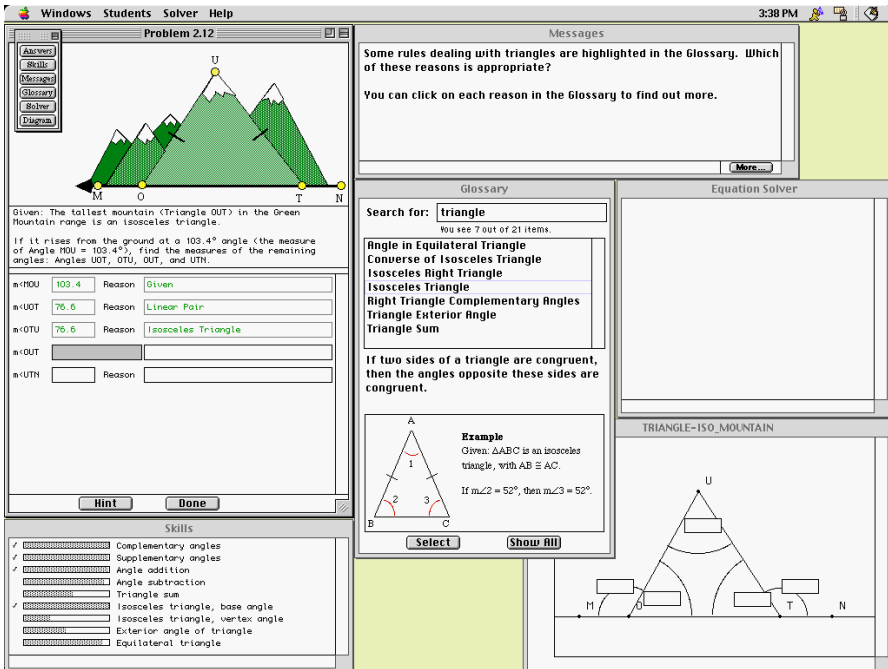 Windows Students Solver Help 3:38 PM
Problem 2.12
Answers
Skills
Messages
Glossary
Solver
Diagram
U
M O T N
Given: The tallest mountain (Triangle OUT) in the Green
Mountain range is an isosceles triangle.
If it rises from the ground at a 103.4° angle (the measure
of Angle MOU = 103.4°), find the measures of the remaining
angles: Angles UOT, OTU, OUT, and UTN.
m<MOU 103.4 Reason Given
m<UOT 76.6 Reason Linear Pair
m<OTU 76.6 Reason Isosceles Triangle
m<OUT
m<UTN Reason
Hint Done
Skills
Complementary angles
Supplementary angles
Angle addition
Angle subtraction
Triangle sum
Isosceles triangle, base angle
Isosceles triangle, vertex angle
Exterior angle of triangle
Equilateral triangle
Messages
Some rules dealing with triangles are highlighted in the Glossary. Which
of these reasons is appropriate?
You can click on each reason in the Glossary to find out more.
More...
Glossary
Search for: triangle
You see 7 out of 21 items.
Angle in Equilateral Triangle
Converse of Isosceles Triangle
Isosceles Right Triangle
Isosceles Triangle
Right Triangle Complementary Angles
Triangle Exterior Angle
Triangle Sum
If two sides of a triangle are congruent,
then the angles opposite these sides are
congruent.
A
1
2 3
B C
Example
Given: ΔABC is an isosceles
triangle, with AB ≅ AC.
If m∠2 = 52°, then m∠3 = 52°.
Select Show All
Equation Solver
TRIANGLE-ISO_MOUNTAIN
U
M O T N